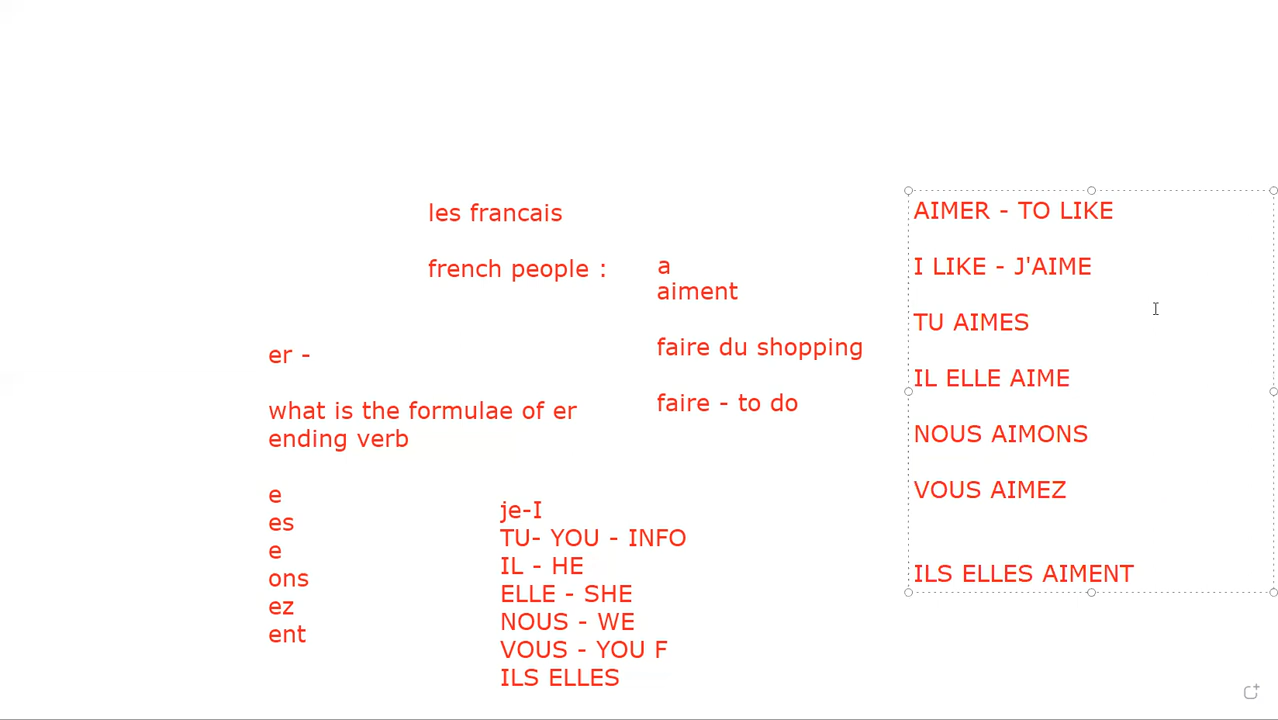 les francais
french people :
a
aiment
faire du shopping
faire - to do
er -
what is the formulae of er
ending verb
e
es
e
ons
ez
ent
je-I
TU- YOU - INFO
IL - HE
ELLE - SHE
NOUS - WE
VOUS - YOU F
ILS ELLES
AIMER - TO LIKE
I LIKE - J'AIME
TU AIMES
IL ELLE AIME
NOUS AIMONS
VOUS AIMEZ
ILS ELLES AIMENT